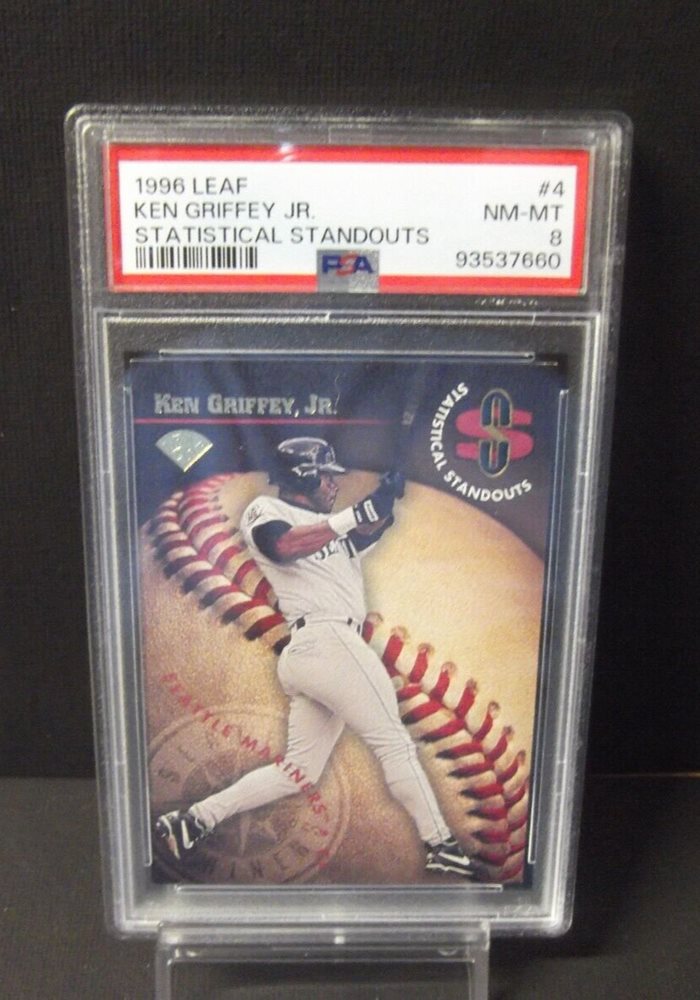 1996 LEAF #4
KEN GRIFFEY JR. NM-MT
STATISTICAL STANDOUTS 8
PSA 93537660
KEN GRIFFEY, JR.
STATISTICAL STANDOUTS
S
SEATTLE MARINERS